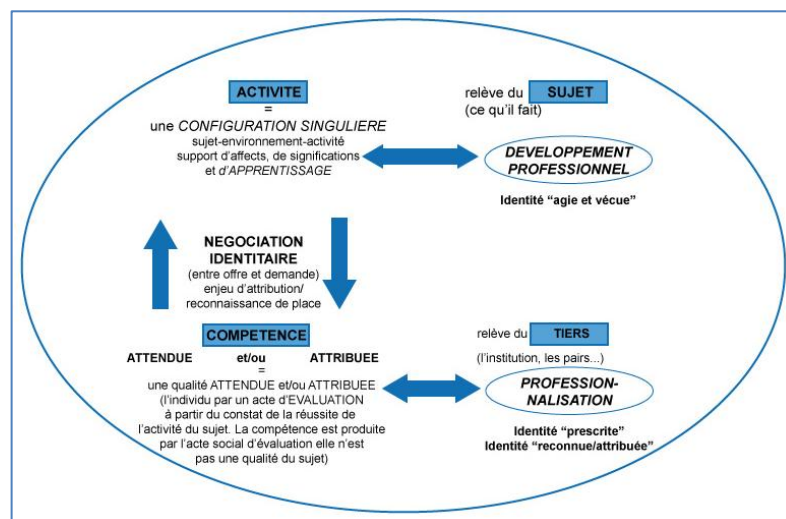 ACTIVITE
=
une CONFIGURATION SINGULIERE
sujet-environnement-activité
support d'affects, de significations
et d'APPRENTISSAGE
relève du SUJET
(ce qu'il fait)
DEVELOPPEMENT
PROFESSIONNEL
Identité “agie et vécue”
NEGOCIATION
IDENTITAIRE
(entre offre et demande)
enjeu d'attribution/
reconnaissance de place
COMPETENCE
ATTENDUE et/ou ATTRIBUEE
=
une qualité ATTENDUE et/ou ATTRIBUEE
(l'individu par un acte d'EVALUATION
à partir du constat de la réussite de
l'activité du sujet. La compétence est produite
par l'acte social d'évaluation elle n'est
pas une qualité du sujet)
relève du TIERS
(l'institution, les pairs...)
PROFESSION-
NALISATION
Identité “prescrite”
Identité “reconnue/attribuée”